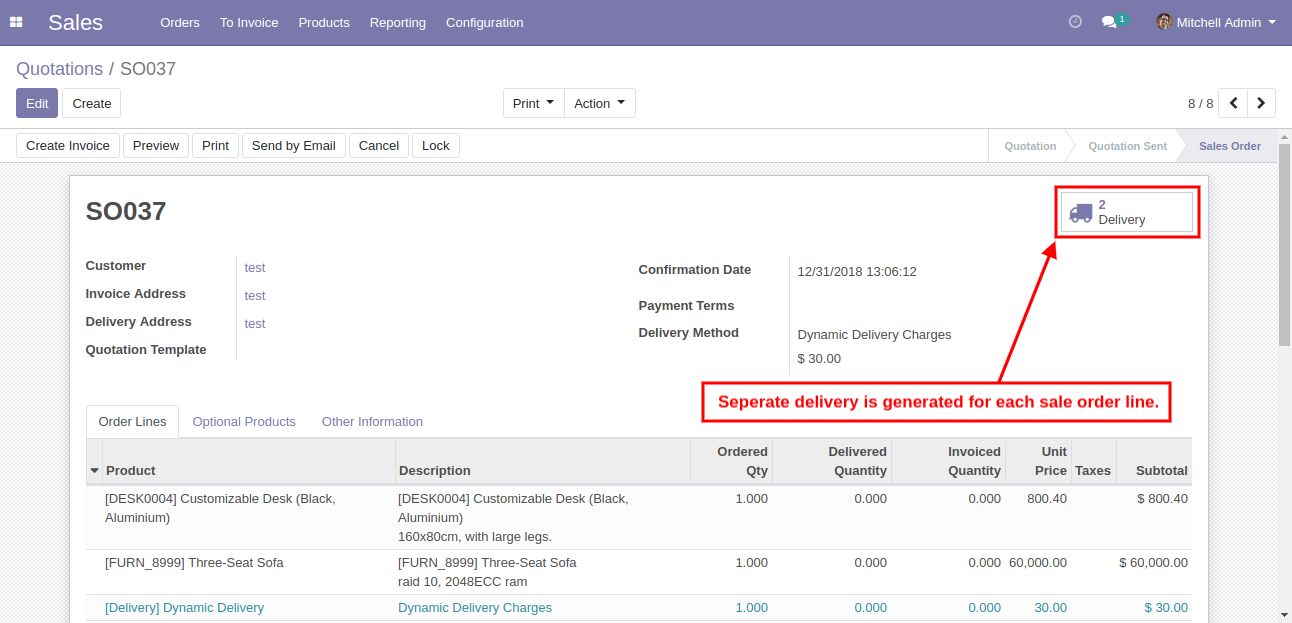 Sales Orders To Invoice Products Reporting Configuration 1 Mitchell Admin
Quotations / SO037
Edit Create Print Action 8 / 8
Create Invoice Preview Print Send by Email Cancel Lock Quotation Quotation Sent Sales Order
SO037
2
Delivery
Customer test
Invoice Address test
Delivery Address test
Quotation Template
Confirmation Date 12/31/2018 13:06:12
Payment Terms
Delivery Method Dynamic Delivery Charges
$ 30.00
Seperate delivery is generated for each sale order line.
Order Lines Optional Products Other Information
Product Description Ordered Qty Delivered Quantity Invoiced Quantity Unit Price Taxes Subtotal
[DESK0004] Customizable Desk (Black, [DESK0004] Customizable Desk (Black, 1.000 0.000 0.000 800.40 $ 800.40
Aluminium) Aluminium)
160x80cm, with large legs.
[FURN_8999] Three-Seat Sofa [FURN_8999] Three-Seat Sofa 1.000 0.000 0.000 60,000.00 $ 60,000.00
raid 10, 2048ECC ram
[Delivery] Dynamic Delivery Dynamic Delivery Charges 1.000 0.000 0.000 30.00 $ 30.00